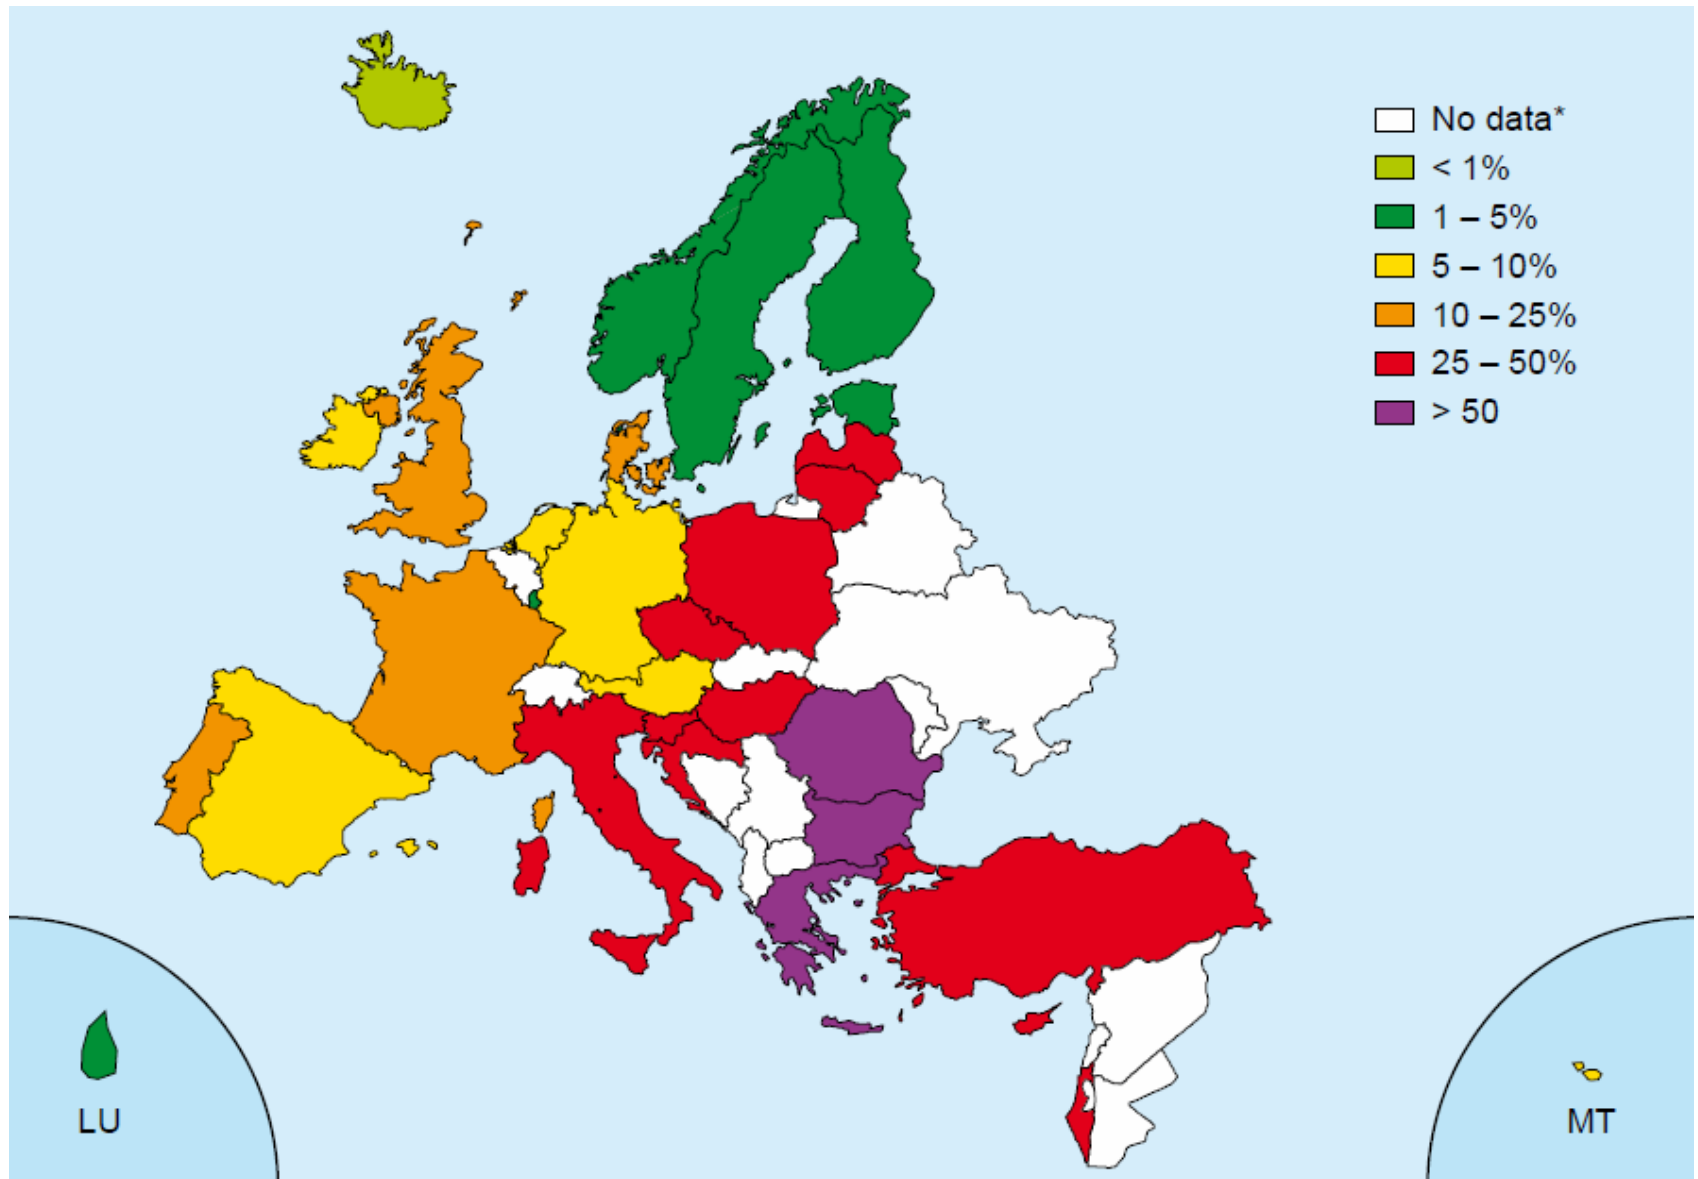 No data*
< 1%
1 – 5%
5 – 10%
10 – 25%
25 – 50%
> 50
LU
MT